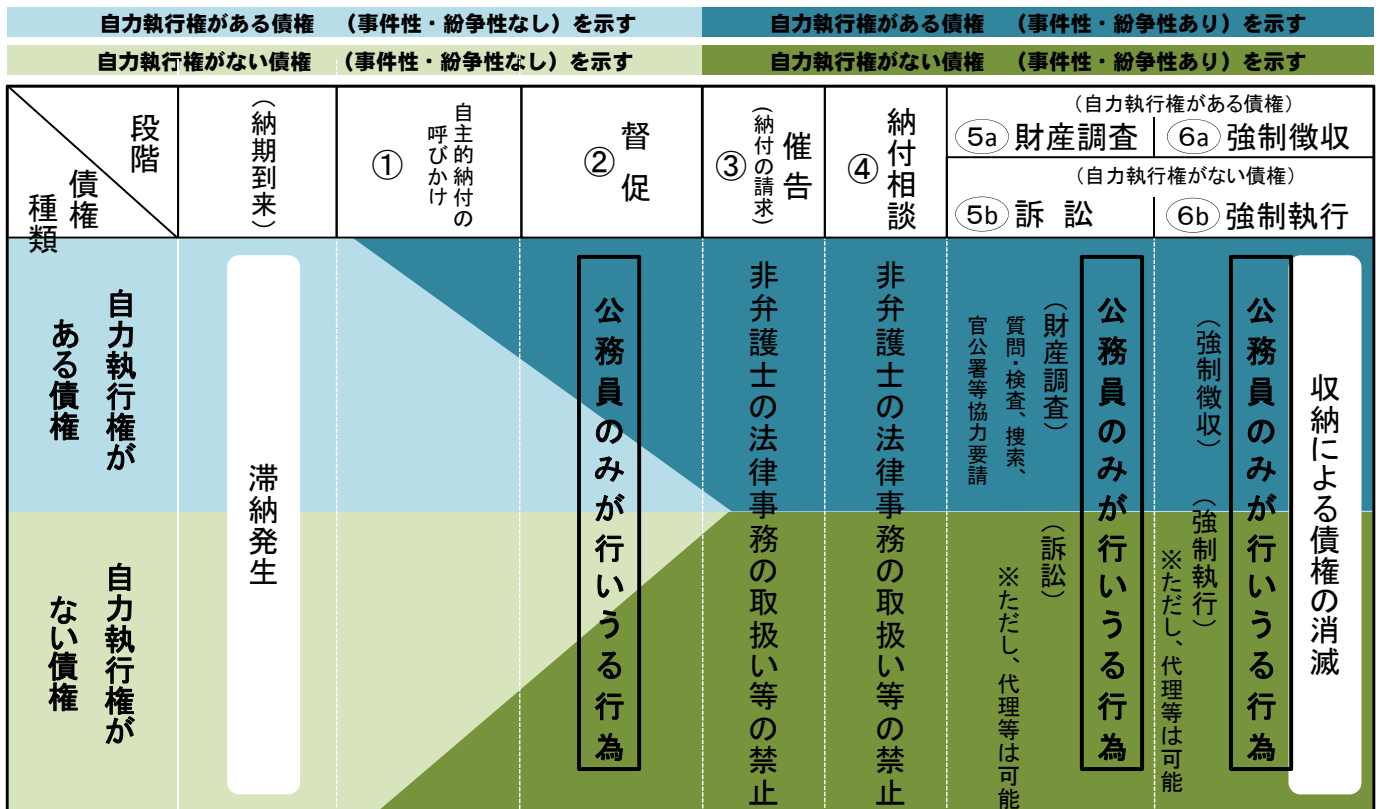 自力執行権がある債権　（事件性・紛争性なし）を示す
自力執行権がある債権　（事件性・紛争性あり）を示す
自力執行権がない債権　（事件性・紛争性なし）を示す
自力執行権がない債権　（事件性・紛争性あり）を示す
段階
債権
種類
（納期到来）
①
自主的納付の
呼びかけ
②
督促
③
催告
（納付の請求）
④
納付相談
（自力執行権がある債権）
5a 財産調査
6a 強制徴収
（自力執行権がない債権）
5b 訴訟
6b 強制執行
自力執行権が
ある債権
自力執行権が
ない債権
滞納発生
公務員のみが行いうる行為
非弁護士の法律事務の取扱い等の禁止
非弁護士の法律事務の取扱い等の禁止
（財産調査）
質問・検査、捜索、
官公署等協力要請
（訴訟）
※ただし、代理等は可能
公務員のみが行いうる行為
（強制徴収）
（強制執行）
※ただし、代理等は可能
公務員のみが行いうる行為
収納による債権の消滅